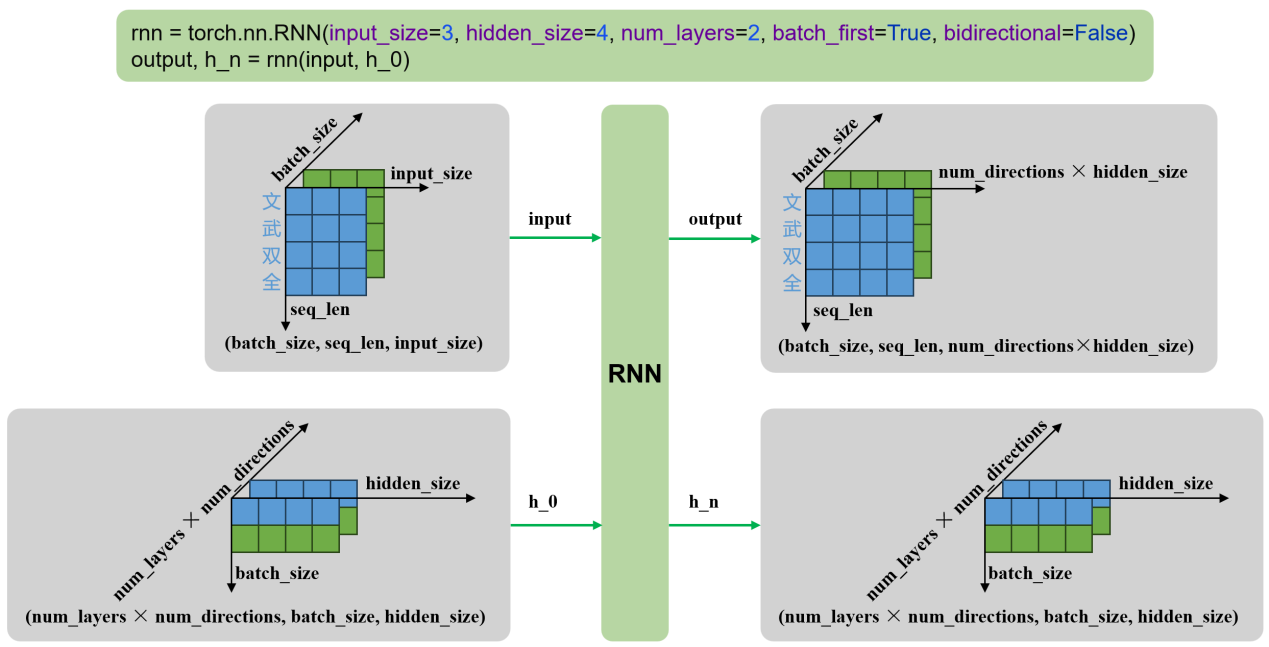 rnn = torch.nn.RNN(input_size=3, hidden_size=4, num_layers=2, batch_first=True, bidirectional=False)
output, h_n = rnn(input, h_0)
batch_size
input_size
文
武
双
全
seq_len
(batch_size, seq_len, input_size)
input
RNN
output
batch_size
num_directions × hidden_size
文
武
双
全
seq_len
(batch_size, seq_len, num_directions×hidden_size)
num_layers × num_directions
hidden_size
batch_size
(num_layers × num_directions, batch_size, hidden_size)
h_0
h_n
num_layers × num_directions
hidden_size
batch_size
(num_layers × num_directions, batch_size, hidden_size)